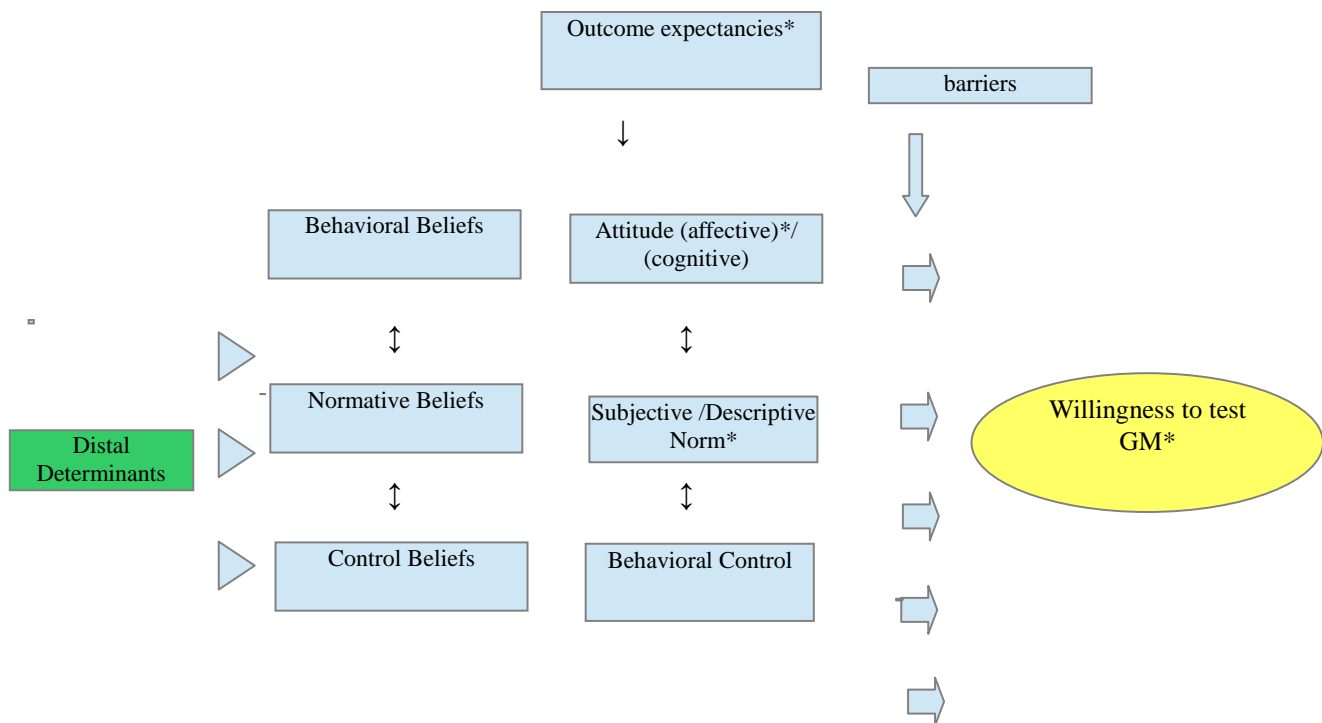 Outcome expectancies*
barriers
↓
Behavioral Beliefs
Attitude (affective)*/
(cognitive)
↕
↕
Normative Beliefs
Subjective /Descriptive
Norm*
Willingness to test
GM*
Distal
Determinants
↕
↕
Control Beliefs
Behavioral Control